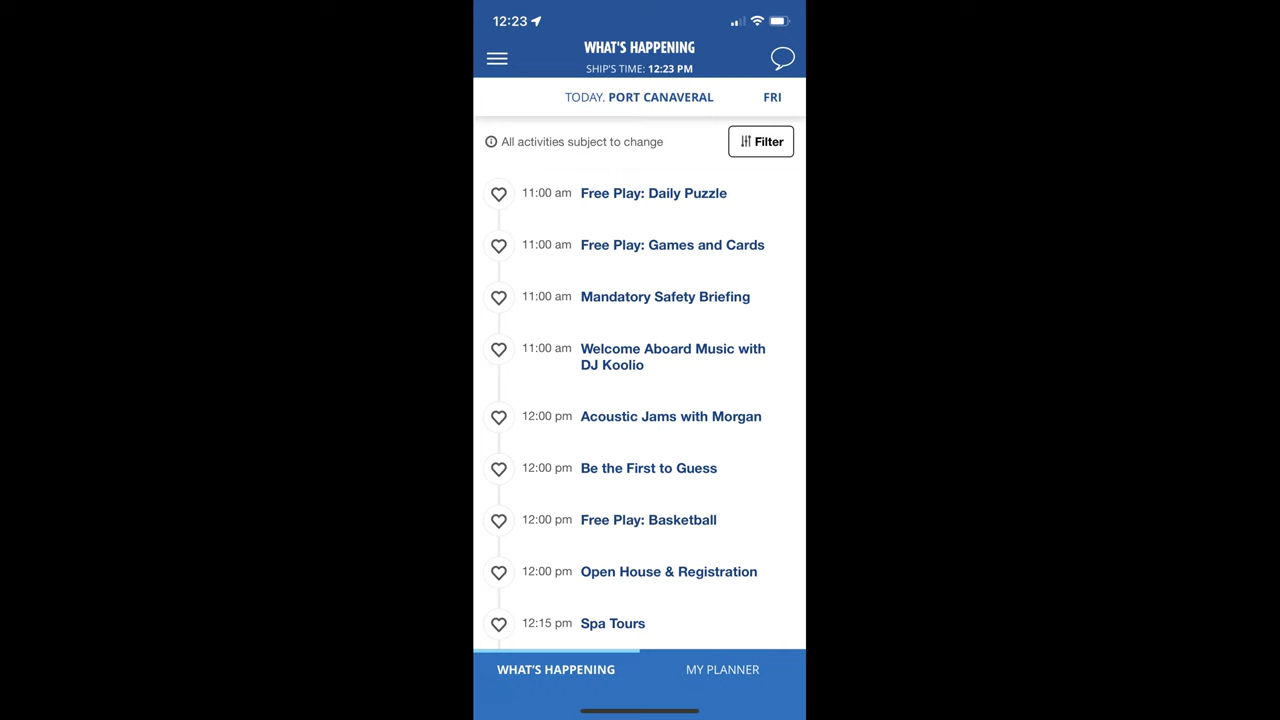 12:23
WHAT'S HAPPENING
SHIP'S TIME: 12:23 PM
TODAY. PORT CANAVERAL FRI
All activities subject to change Filter
11:00 am Free Play: Daily Puzzle
11:00 am Free Play: Games and Cards
11:00 am Mandatory Safety Briefing
11:00 am Welcome Aboard Music with
DJ Koolio
12:00 pm Acoustic Jams with Morgan
12:00 pm Be the First to Guess
12:00 pm Free Play: Basketball
12:00 pm Open House & Registration
12:15 pm Spa Tours
WHAT'S HAPPENING MY PLANNER